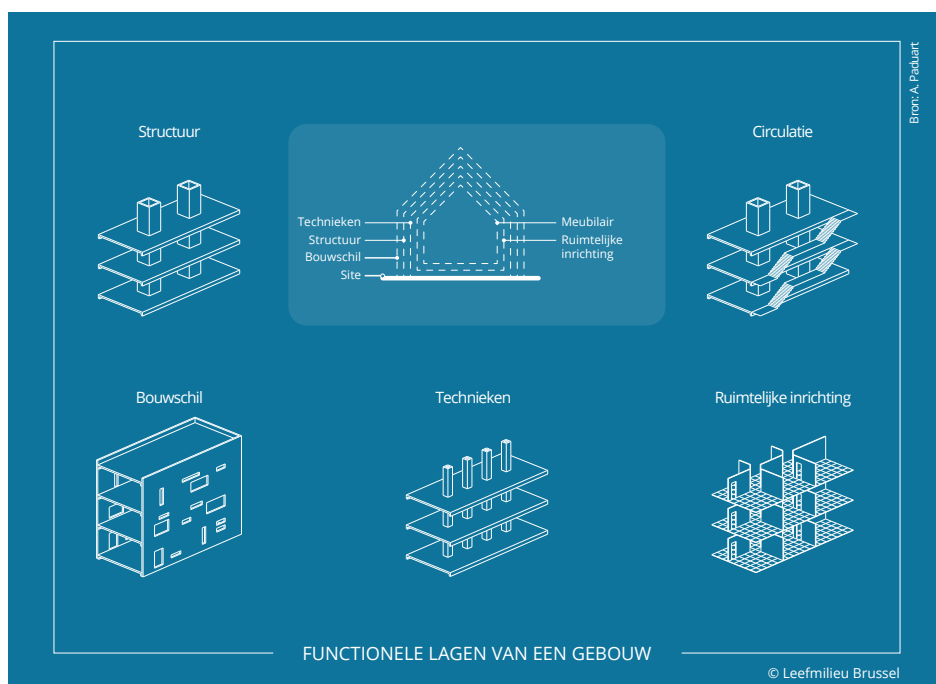 Bron: A. Paduart
Structuur
Circulatie
Technieken
Structuur
Bouwschil
Site
Meubilair
Ruimtelijke
inrichting
Bouwschil
Technieken
Ruimtelijke inrichting
FUNCTIONELE LAGEN VAN EEN GEBOUW
© Leefmilieu Brussel